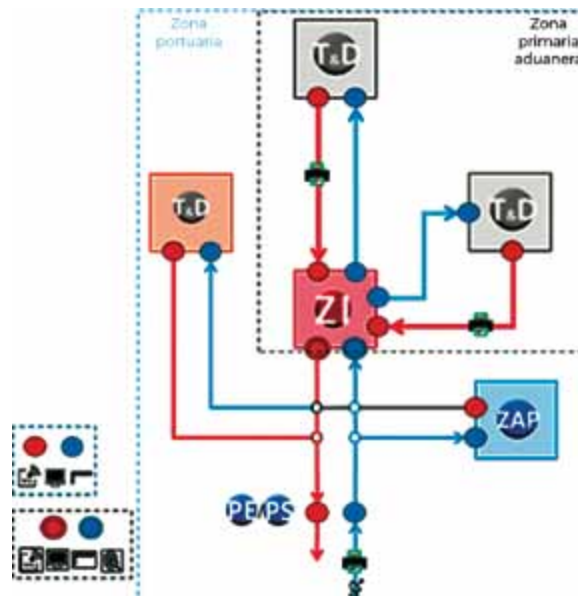 Zona
portuaria
Zona
primaria
aduanera
T&D
T&D
T&D
ZI
ZAP
PE/PS